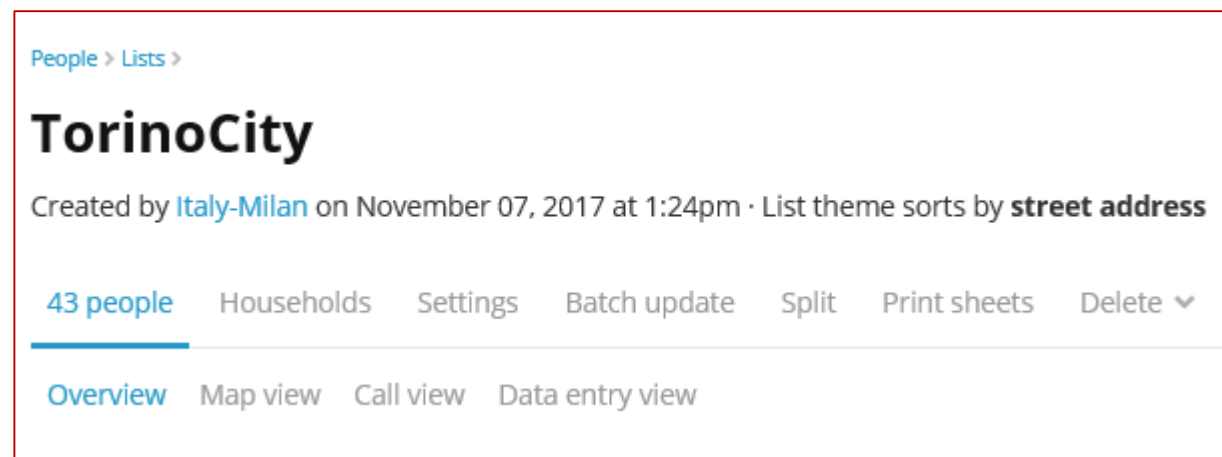 People > Lists >
TorinoCity
Created by Italy-Milan on November 07, 2017 at 1:24pm · List theme sorts by street address
43 people Households Settings Batch update Split Print sheets Delete
Overview Map view Call view Data entry view